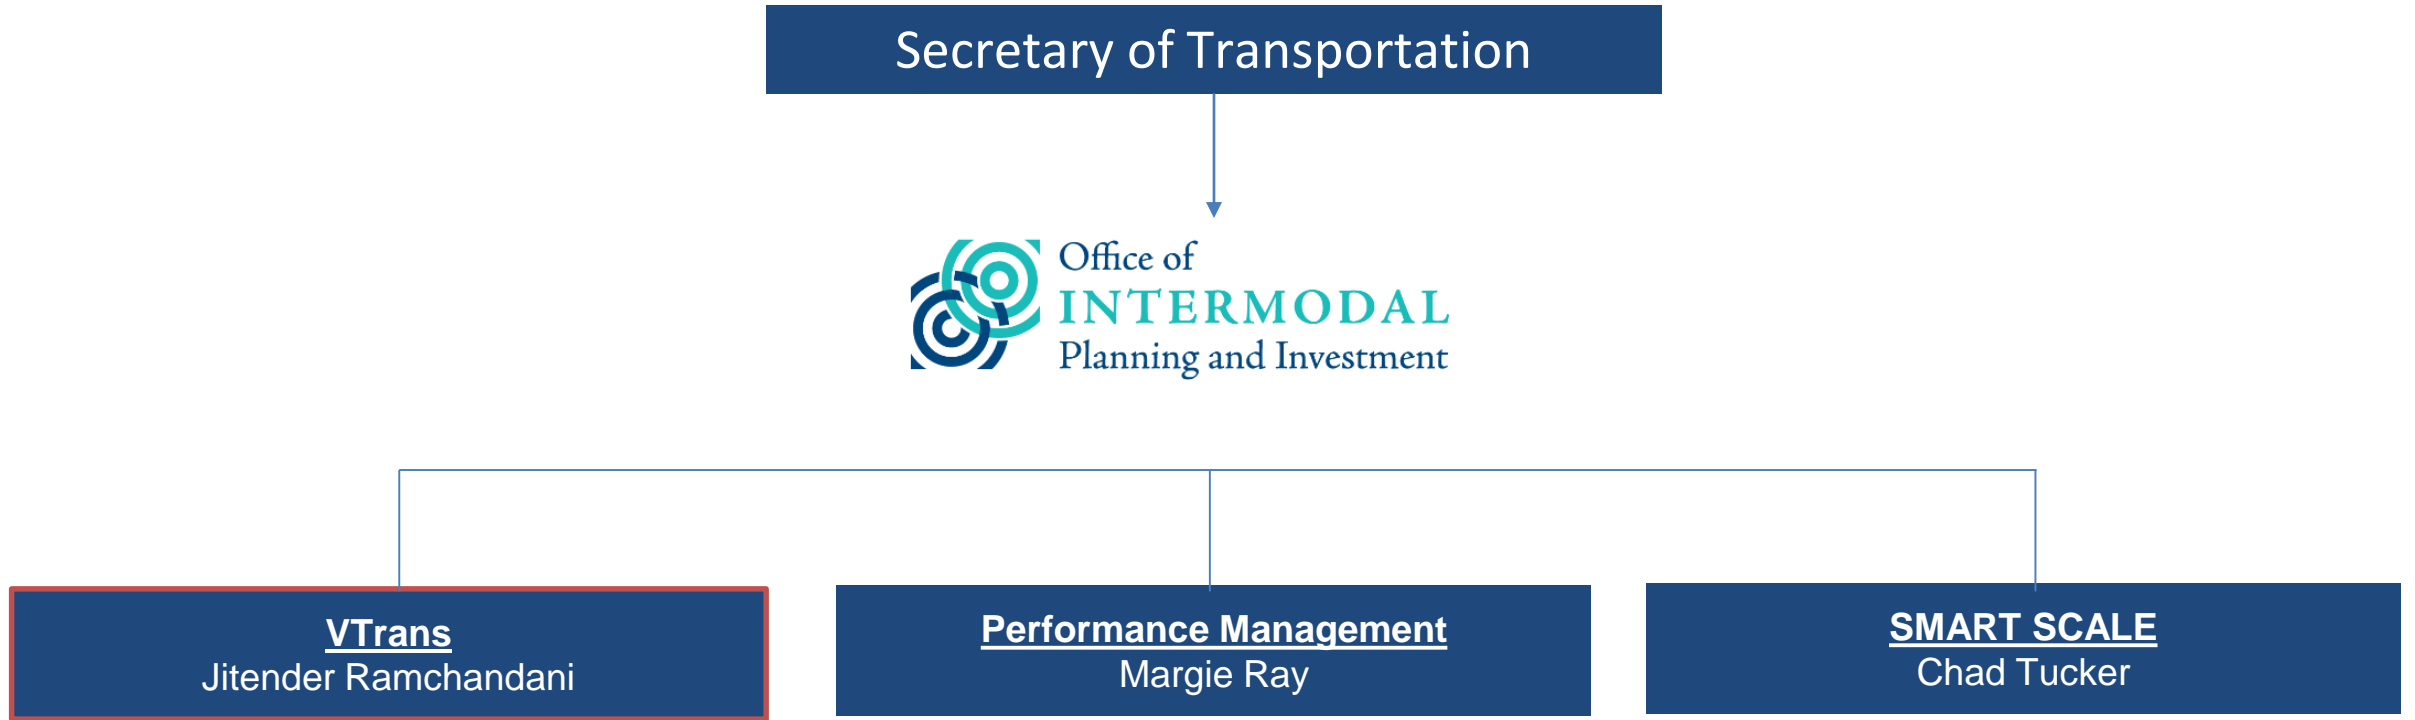 Secretary of Transportation
Office of
INTERMODAL
Planning and Investment
VTrans
Jitender Ramchandani
Performance Management
Margie Ray
SMART SCALE
Chad Tucker